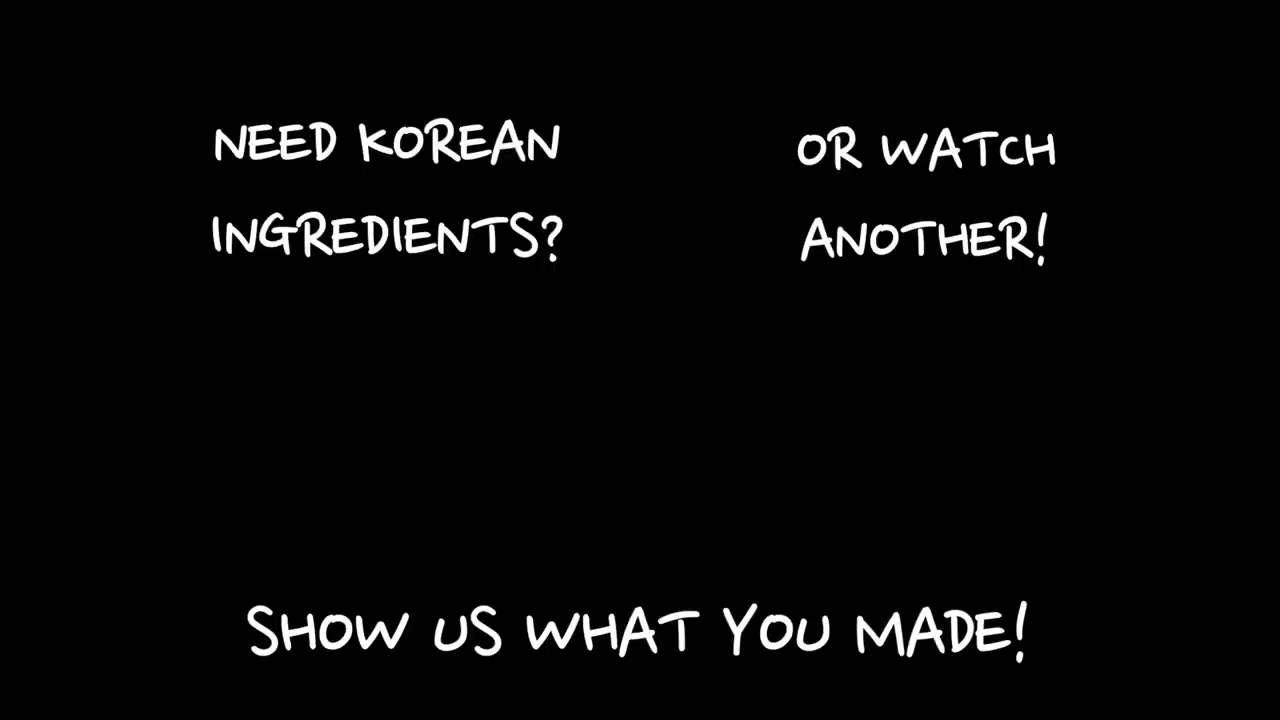 NEED KOREAN
INGREDIENTS?
OR WATCH
ANOTHER!
SHOW US WHAT YOU MADE!